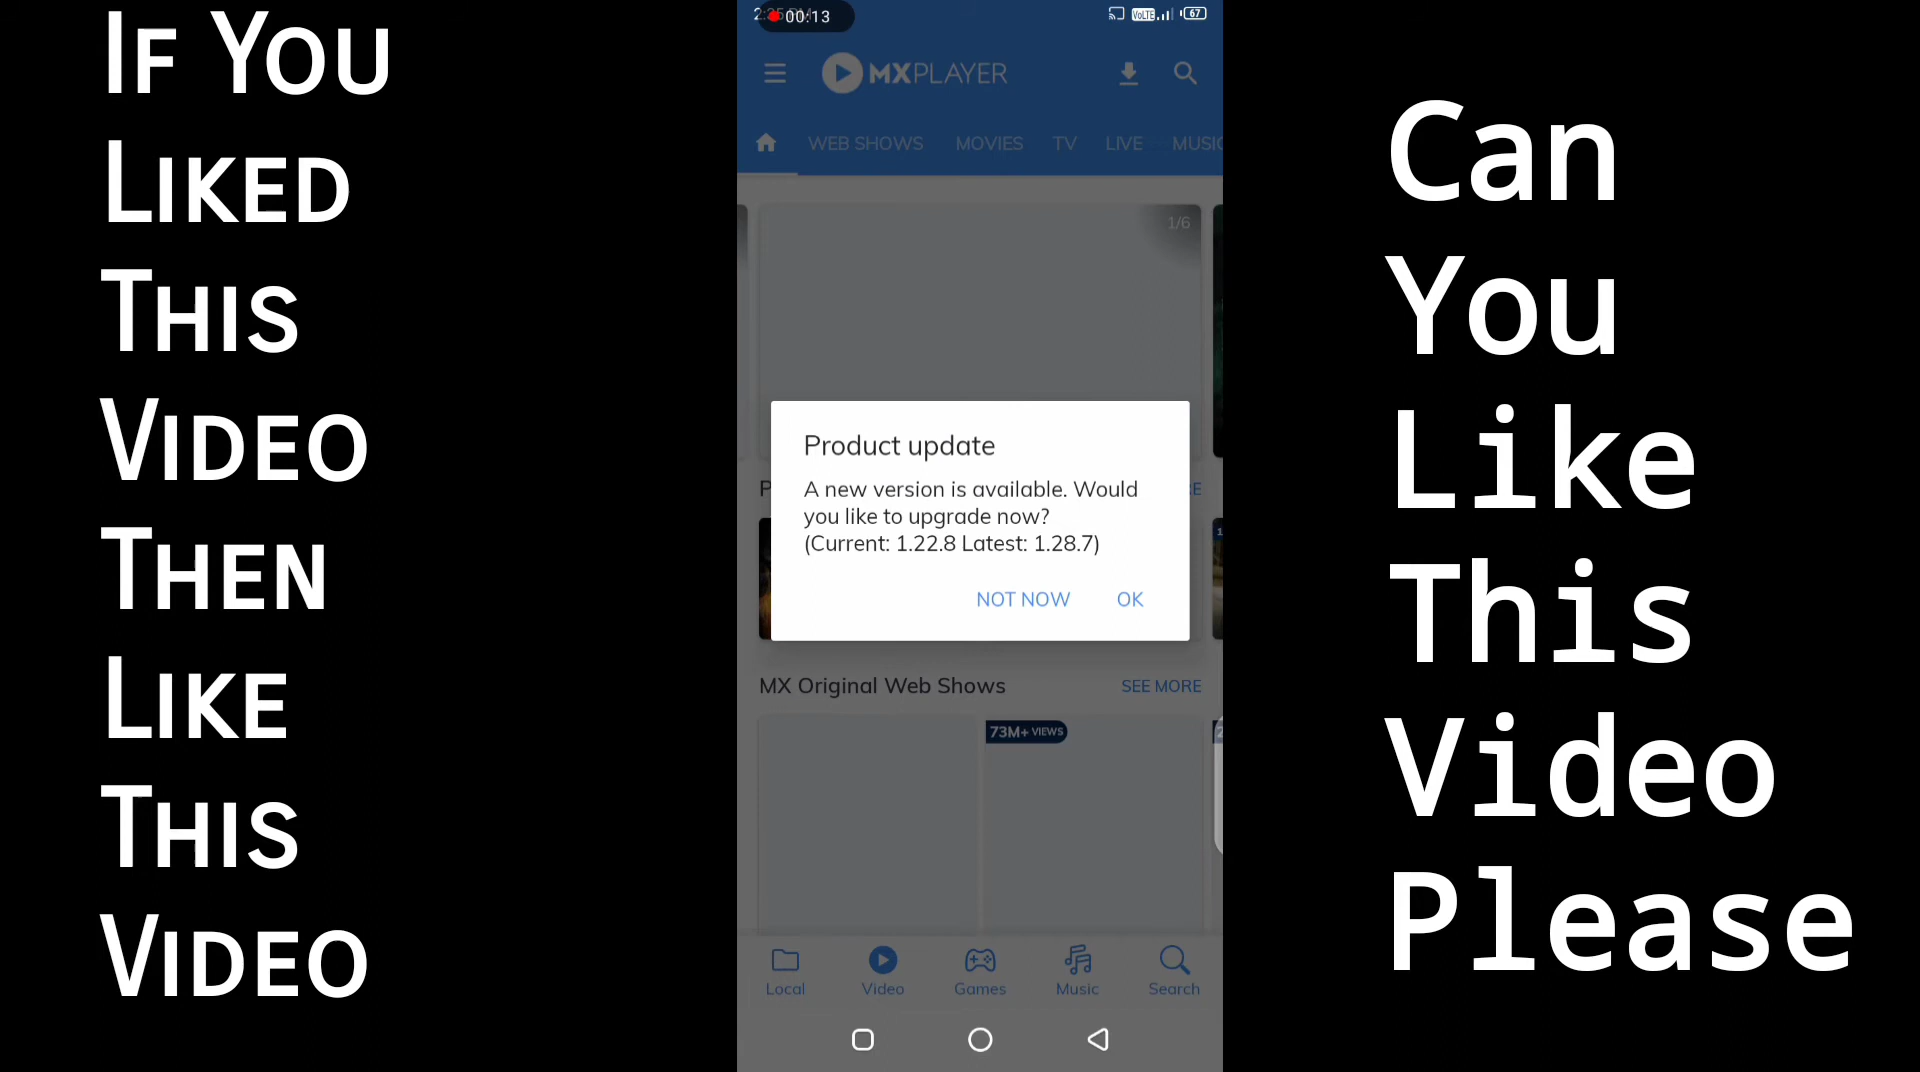 If You
Liked
This
Video
Then
Like
This
Video
00:13
VoLTE
67
MXPLAYER
WEB SHOWS MOVIES TV LIVE MUSIC
1/6
Product update
A new version is available. Would
you like to upgrade now?
(Current: 1.22.8 Latest: 1.28.7)
NOT NOW OK
MX Original Web Shows SEE MORE
73M+ VIEWS
Local Video Games Music Search
Can
You
Like
This
Video
Please